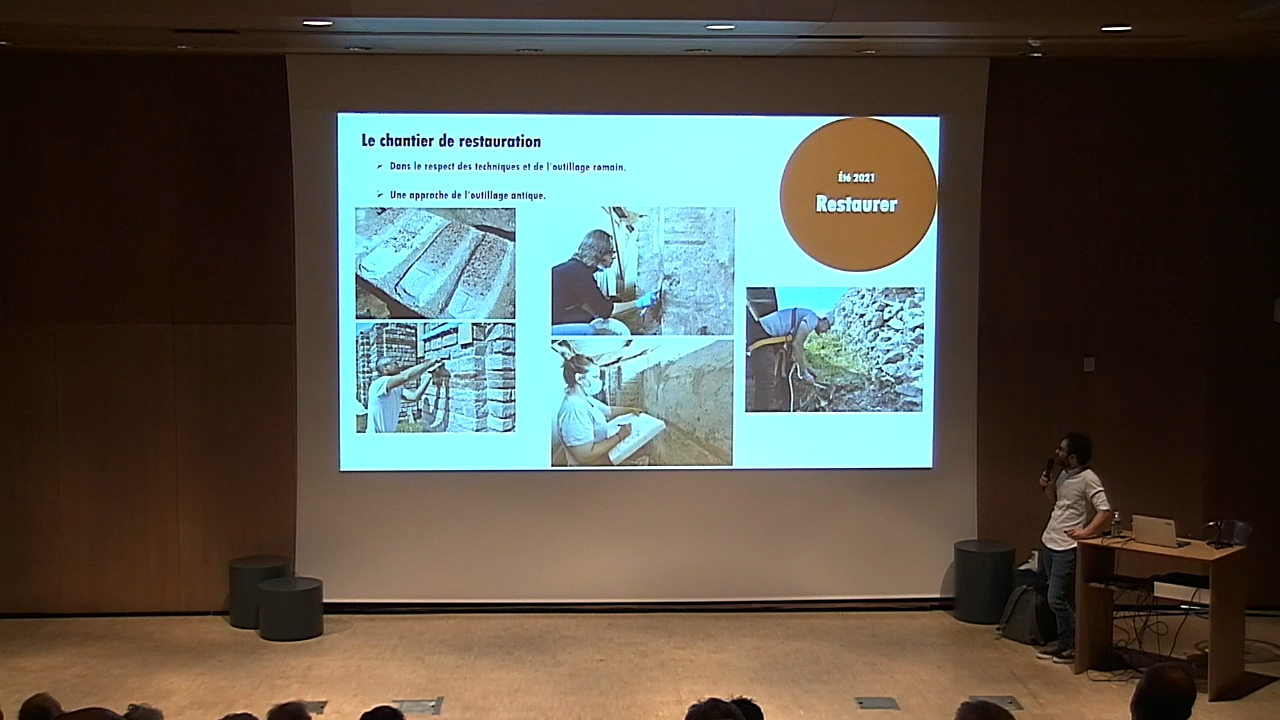 Le chantier de restauration
➢ Dans le respect des techniques et de l'outillage romain.
➢ Une approche de l'outillage antique.
Été 2021
Restaurer